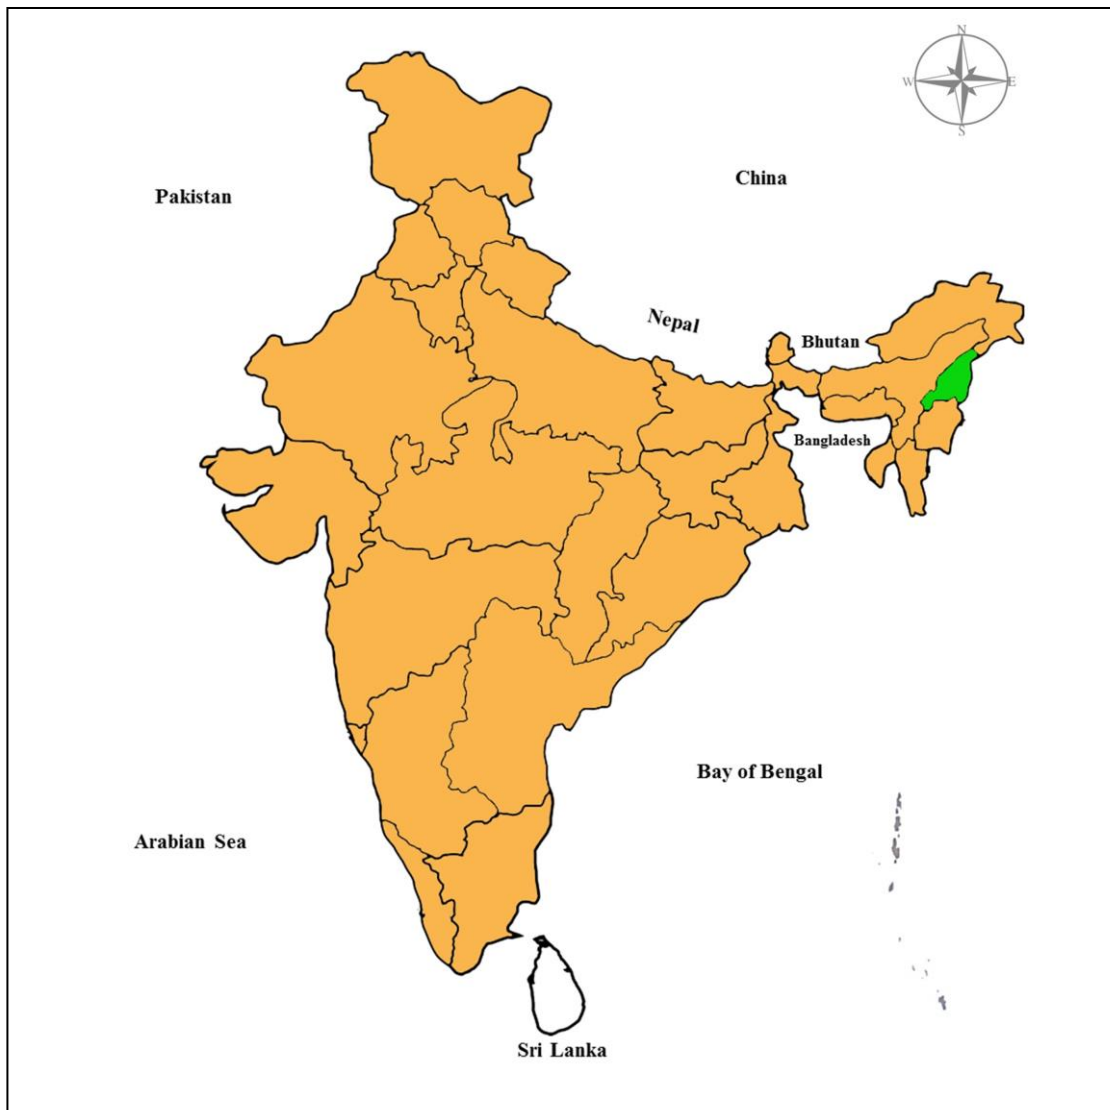 N
W E
S
China
Pakistan
Nepal
Bhutan
Bangladesh
Bay of Bengal
Arabian Sea
Sri Lanka